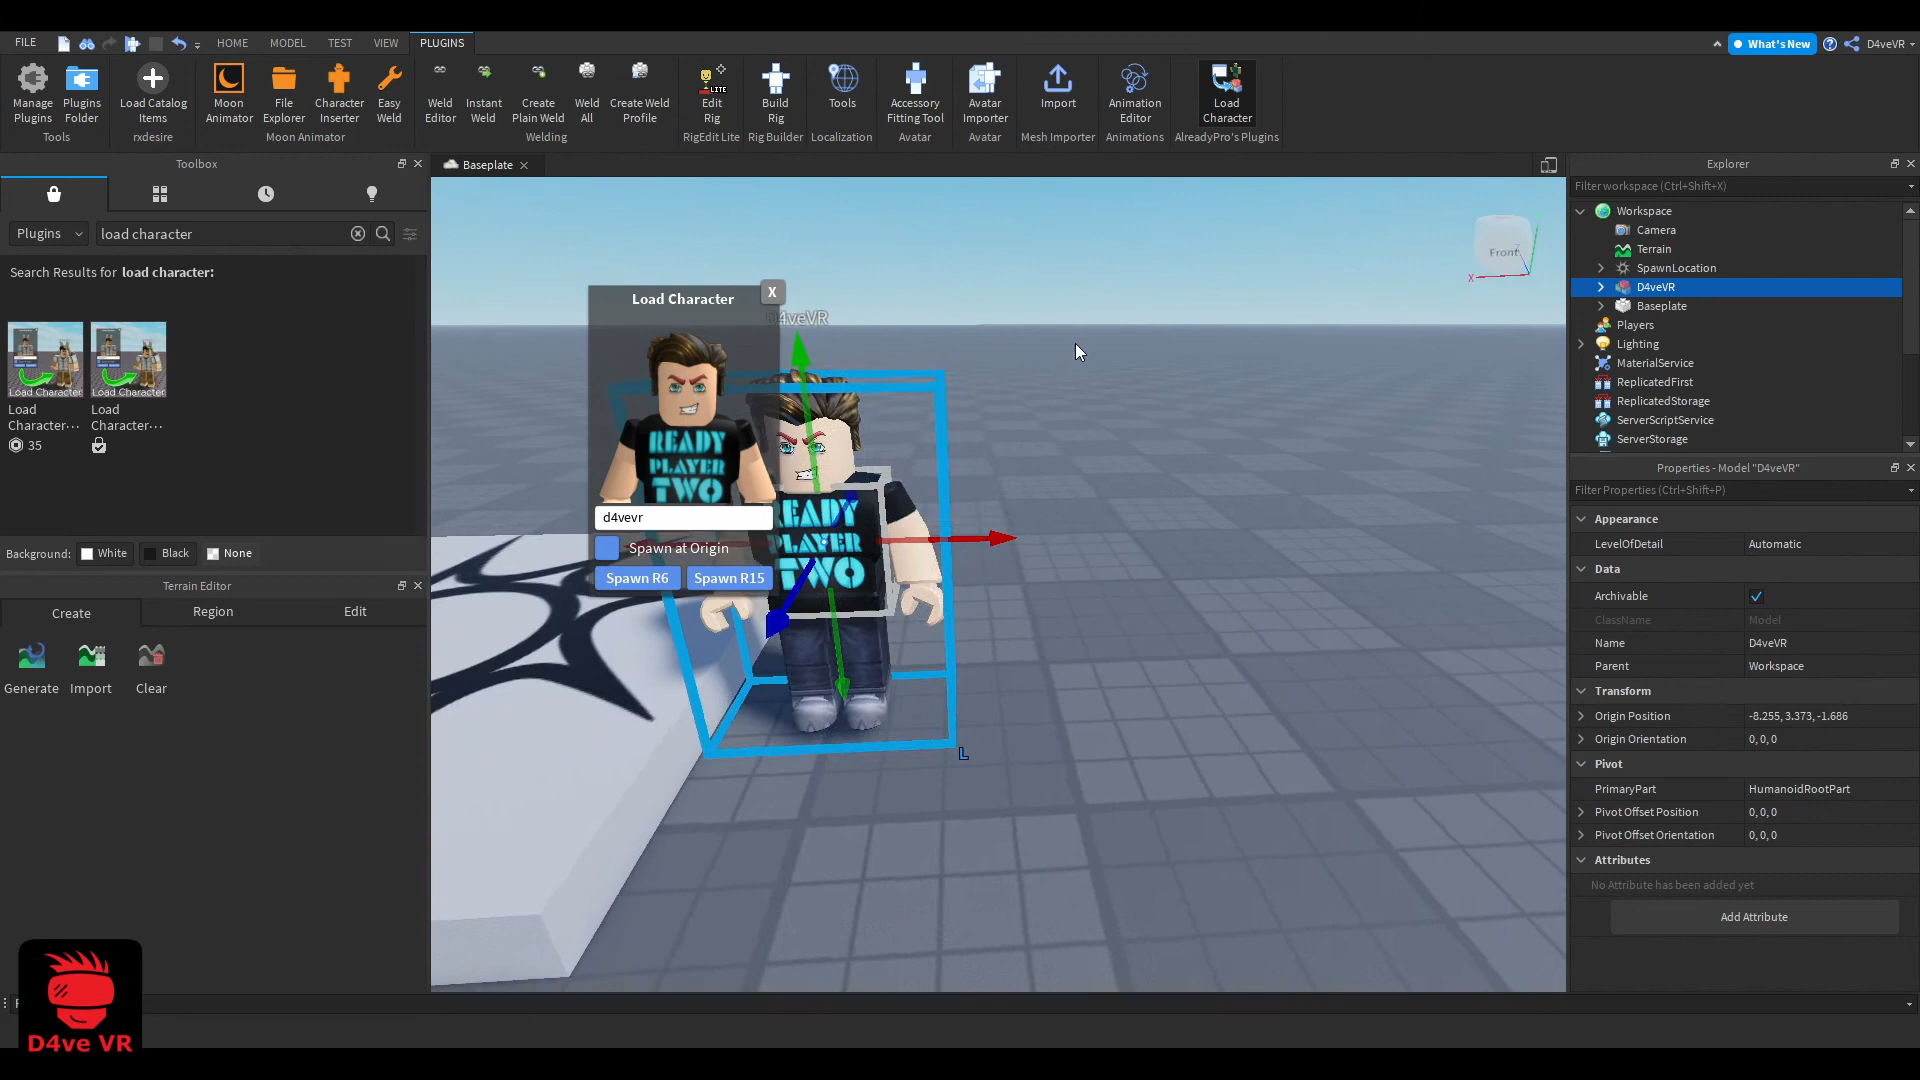 FILE
HOME
MODEL
TEST
VIEW
PLUGINS
What's New
D4veVR
Manage Plugins
Plugins Folder
Tools
Load Catalog Items
rxdesire
Moon Animator
File Explorer
Character Inserter
Easy Weld
Moon Animator
Weld Editor
Instant Weld
Create Plain Weld
Weld All
Create Weld Profile
Welding
LITE
Edit Rig
RigEdit Lite
Build Rig
Rig Builder
Tools
Localization
Accessory Fitting Tool
Avatar
Avatar Importer
Avatar
Import
Mesh Importer
Animation Editor
Animations
Load Character
AlreadyPro's Plugins
Toolbox
Plugins
load character
Search Results for load character:
Load Character
Load Character
Load Character...
Load Character...
35
Background:
White
Black
None
Terrain Editor
Create
Region
Edit
Generate
Import
Clear
D4ve VR
Baseplate
Front
X
Load Character
X
D4veVR
READY
PLAYER
TWO
READY
PLAYER
TWO
d4vevr
Spawn at Origin
Spawn R6
Spawn R15
L
Explorer
Filter workspace (Ctrl+Shift+X)
Workspace
Camera
Terrain
SpawnLocation
D4veVR
Baseplate
Players
Lighting
MaterialService
ReplicatedFirst
ReplicatedStorage
ServerScriptService
ServerStorage
Properties - Model "D4veVR"
Filter Properties (Ctrl+Shift+P)
Appearance
LevelOfDetail Automatic
Data
Archivable
ClassName Model
Name D4veVR
Parent Workspace
Transform
Origin Position -8.255, 3.373, -1.686
Origin Orientation 0, 0, 0
Pivot
PrimaryPart HumanoidRootPart
Pivot Offset Position 0, 0, 0
Pivot Offset Orientation 0, 0, 0
Attributes
No Attribute has been added yet
Add Attribute